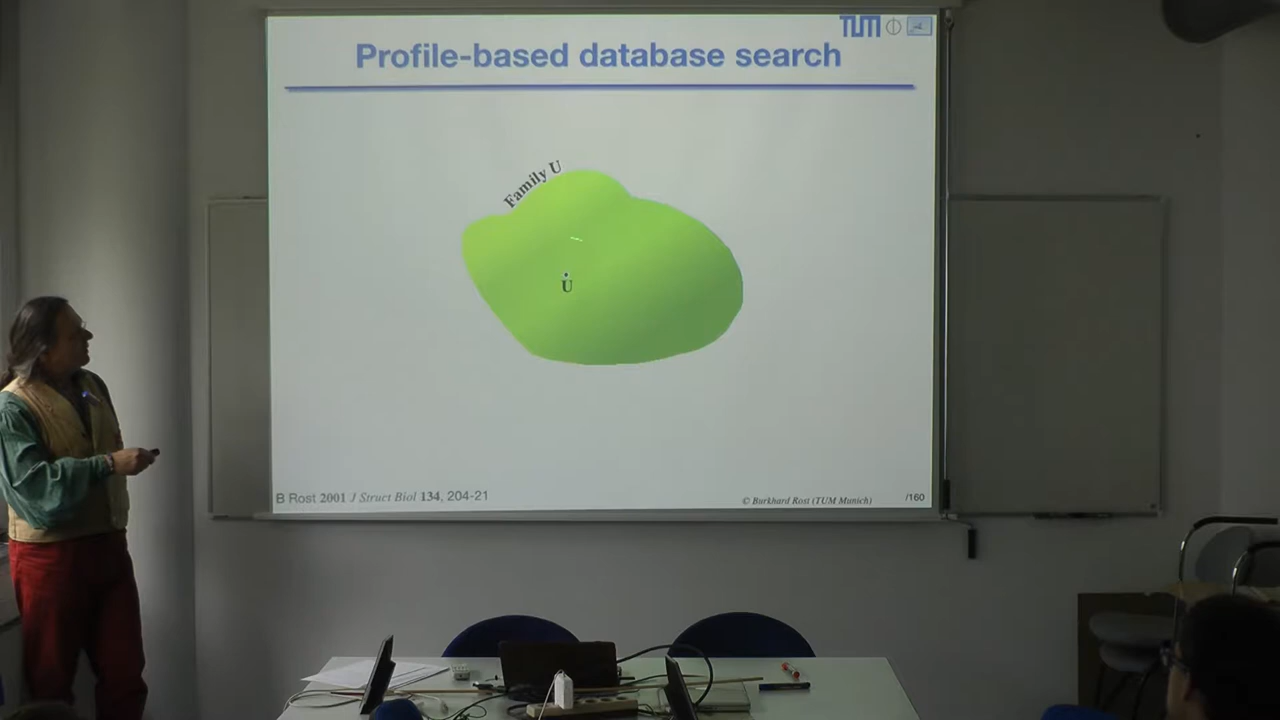 TUM
Profile-based database search
Family U
U
B Rost 2001 J Struct Biol 134, 204-21
© Burkhard Rost (TUM Munich)
/160